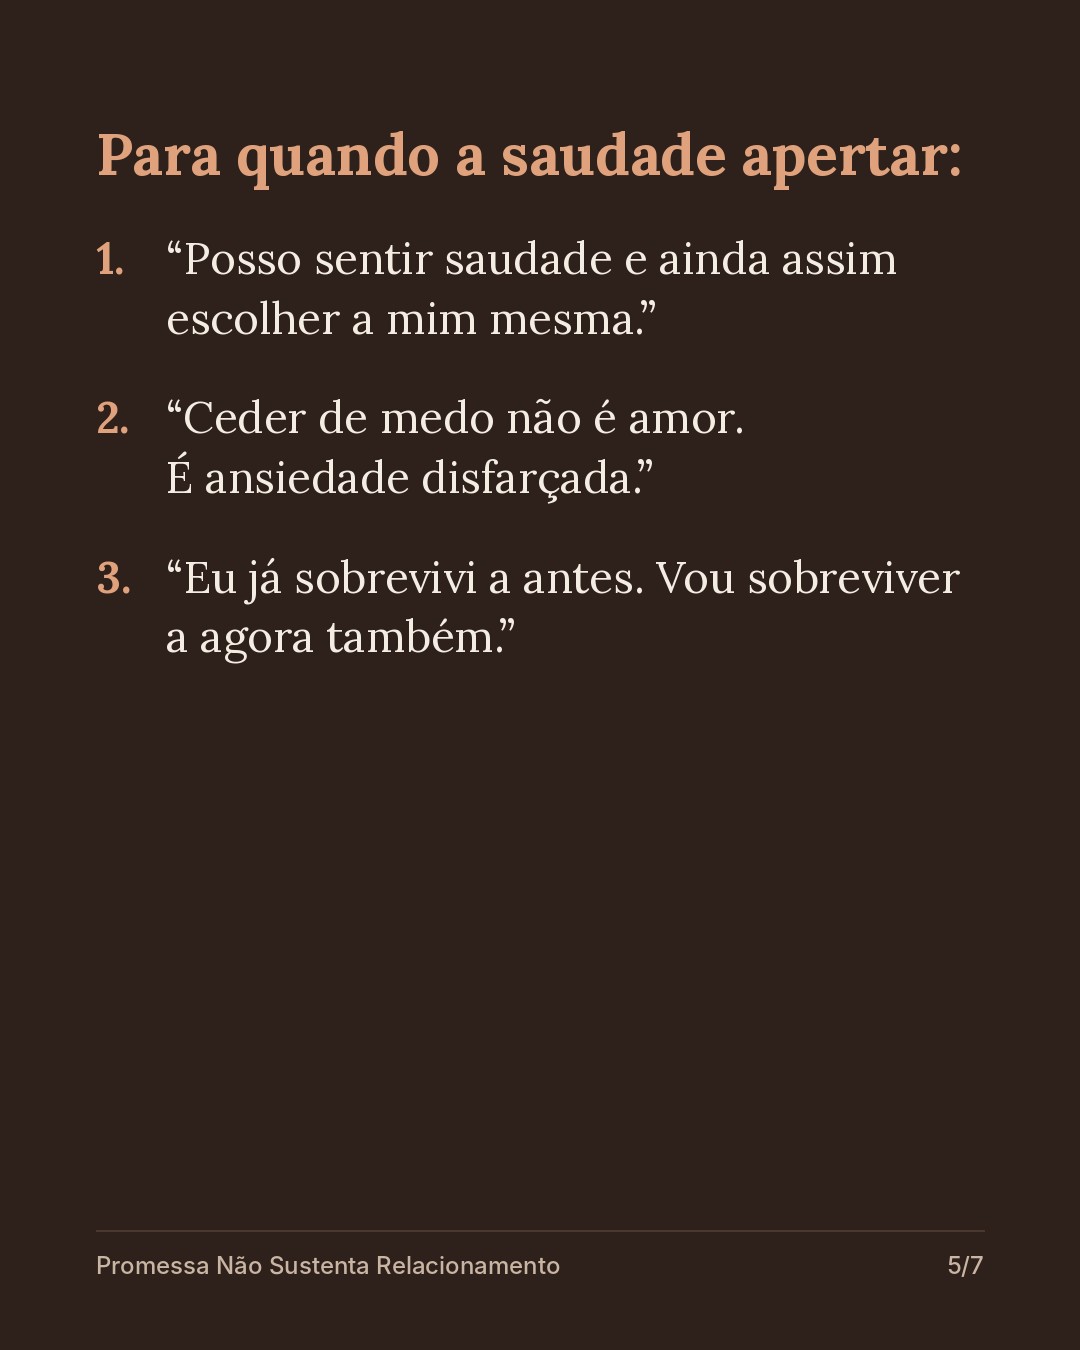 Para quando a saudade apertar:
1. “Posso sentir saudade e ainda assim
escolher a mim mesma.”
2. “Ceder de medo não é amor.
É ansiedade disfarçada.”
3. “Eu já sobrevivi a antes. Vou sobreviver
a agora também.”
Promessa Não Sustenta Relacionamento 5/7